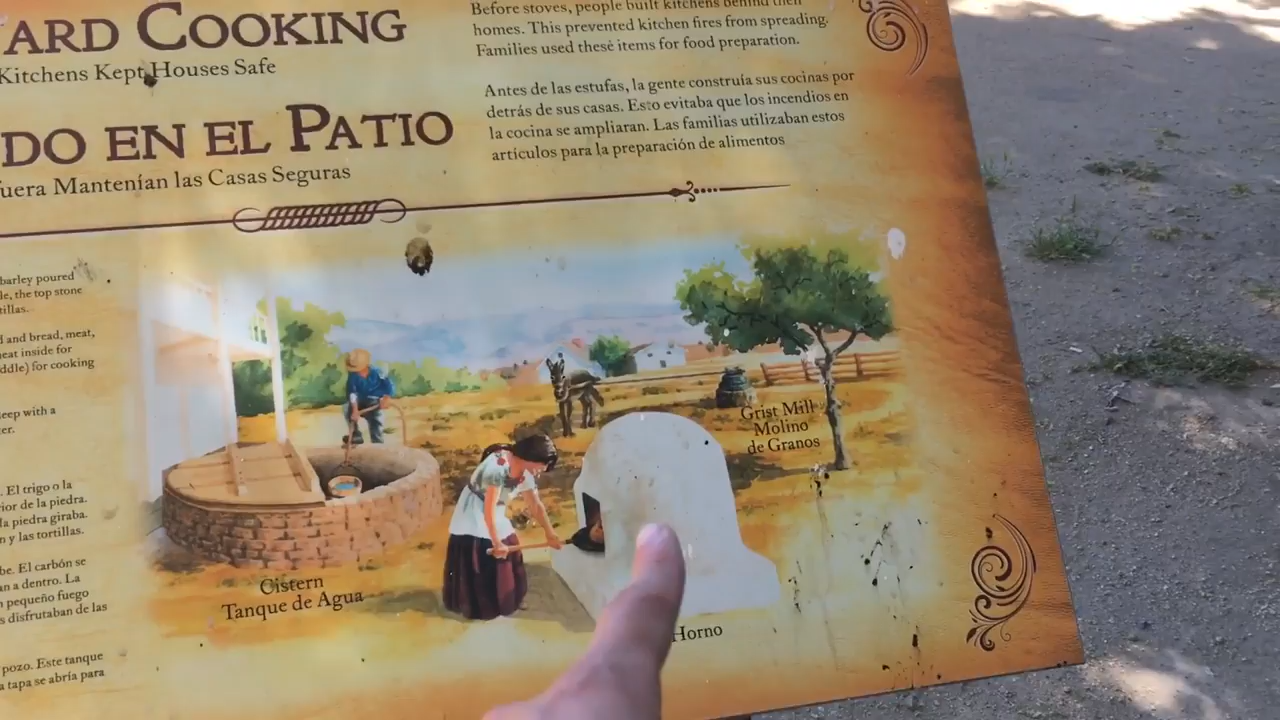 ARD COOKING
Kitchens Kept Houses Safe
DO EN EL PATIO
uera Mantenían las Casas Seguras
Before stoves, people built kitchens behind their
homes. This prevented kitchen fires from spreading.
Families used these items for food preparation.
Antes de las estufas, la gente construía sus cocinas por
detrás de sus casas. Esto evitaba que los incendios en
la cocina se ampliaran. Las familias utilizaban estos
artículos para la preparación de alimentos
barley poured
le, the top stone
tillas.
d and bread, meat,
eat inside for
ddle) for cooking
eep with a
er.
. El trigo o la
rior de la piedra.
la piedra giraba.
n y las tortillas.
be. El carbón se
an a dentro. La
n pequeño fuego
s disfrutaban de las
pozo. Este tanque
a tapa se abría para
Grist Mill
Molino
de Granos
Cistern
Tanque de Agua
Horno